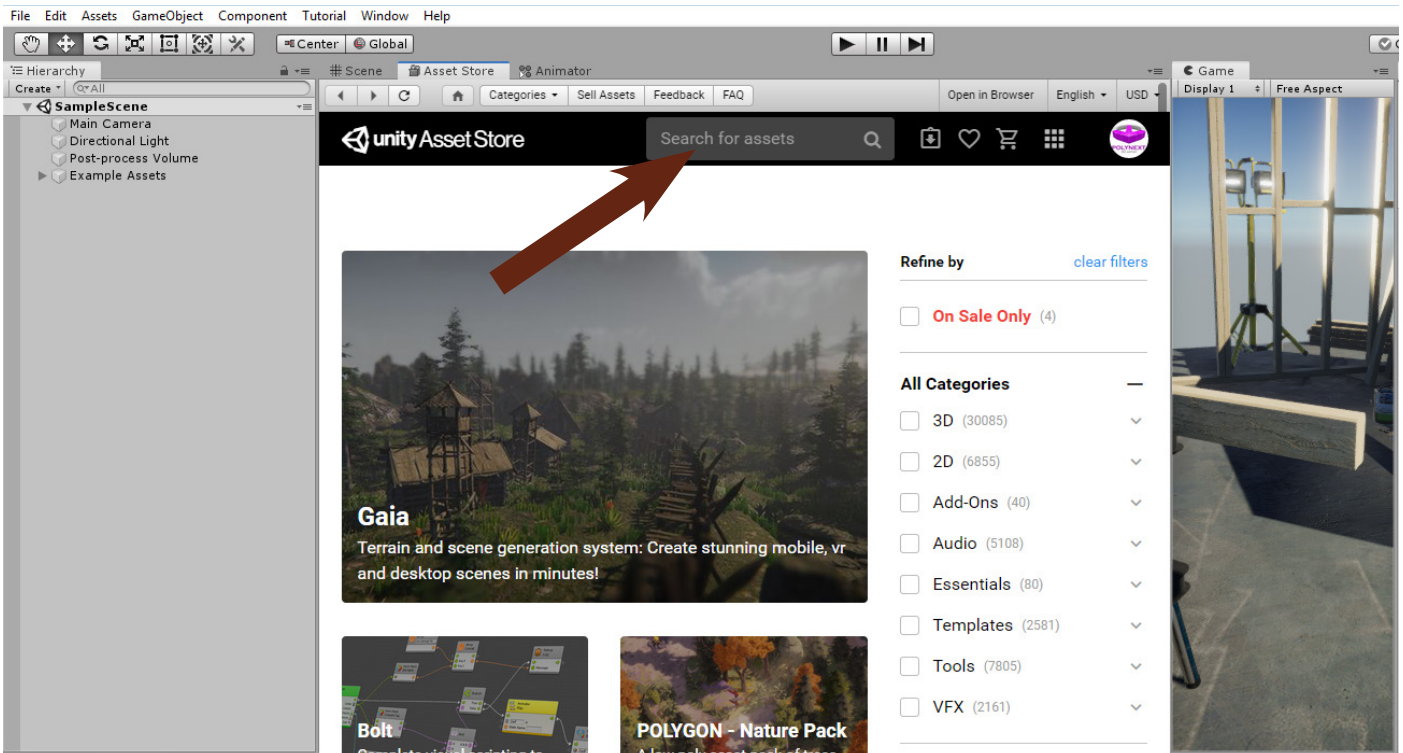 File Edit Assets GameObject Component Tutorial Window Help
Center Global
Hierarchy
Create All
SampleScene
Main Camera
Directional Light
Post-process Volume
Example Assets
Scene Asset Store Animator
Categories Sell Assets Feedback FAQ Open in Browser English USD
unity Asset Store Search for assets
POLYNEXT
Gaia
Terrain and scene generation system: Create stunning mobile, vr
and desktop scenes in minutes!
Bolt
POLYGON - Nature Pack
Refine by clear filters
On Sale Only (4)
All Categories
3D (30085)
2D (6855)
Add-Ons (40)
Audio (5108)
Essentials (80)
Templates (2581)
Tools (7805)
VFX (2161)
Game
Display 1 Free Aspect